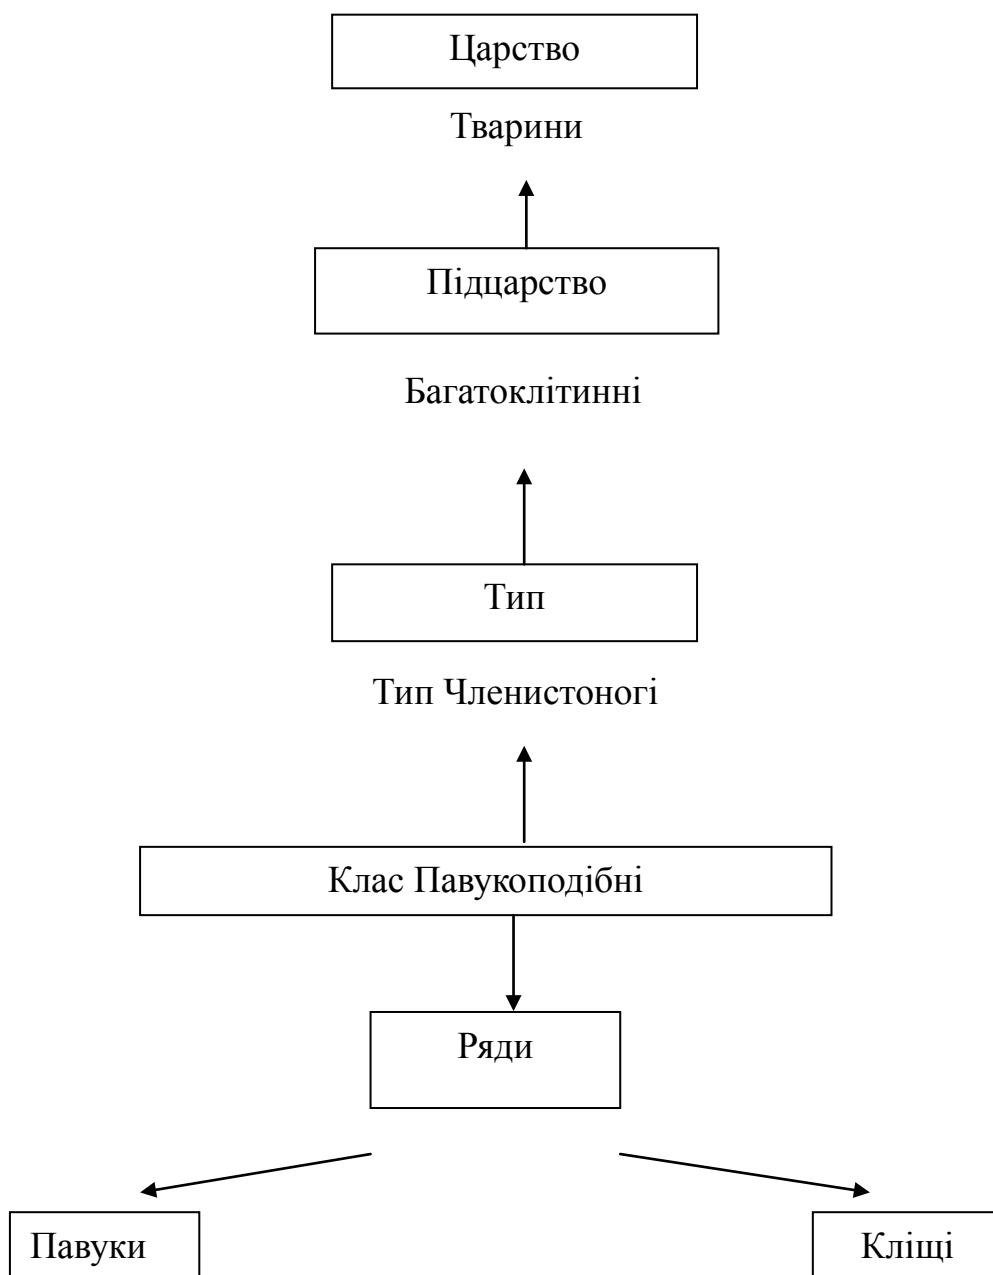 Царство
Тварини
Підцарство
Багатоклітинні
Тип
Тип Членистоногі
Клас Павукоподібні
Ряди
Павуки
Кліщі